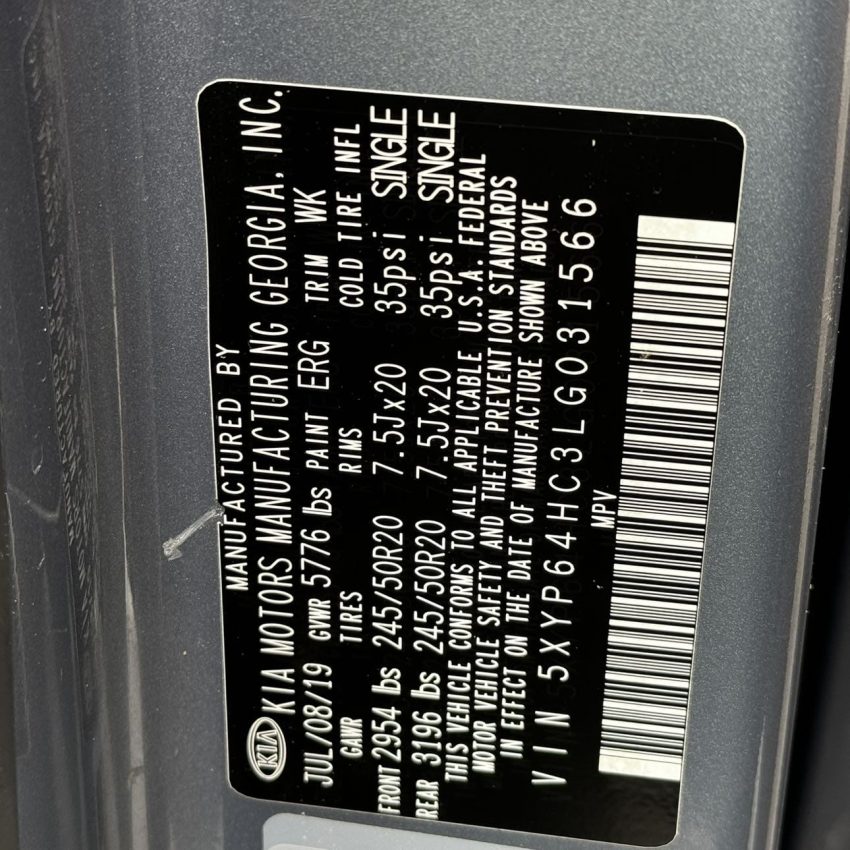 MANUFACTURED BY
KIA KIA MOTORS MANUFACTURING GEORGIA, INC.
JUL/08/19 GVWR 5776 lbs PAINT ERG TRIM WK
GAWR TIRES RIMS COLD TIRE INFL
FRONT 2954 lbs 245/50R20 7.5Jx20 35psi SINGLE
REAR 3196 lbs 245/50R20 7.5Jx20 35psi SINGLE
THIS VEHICLE CONFORMS TO ALL APPLICABLE U.S.A. FEDERAL
MOTOR VEHICLE SAFETY AND THEFT PREVENTION STANDARDS
IN EFFECT ON THE DATE OF MANUFACTURE SHOWN ABOVE
VIN 5XYP64HC3LG031566
MPV